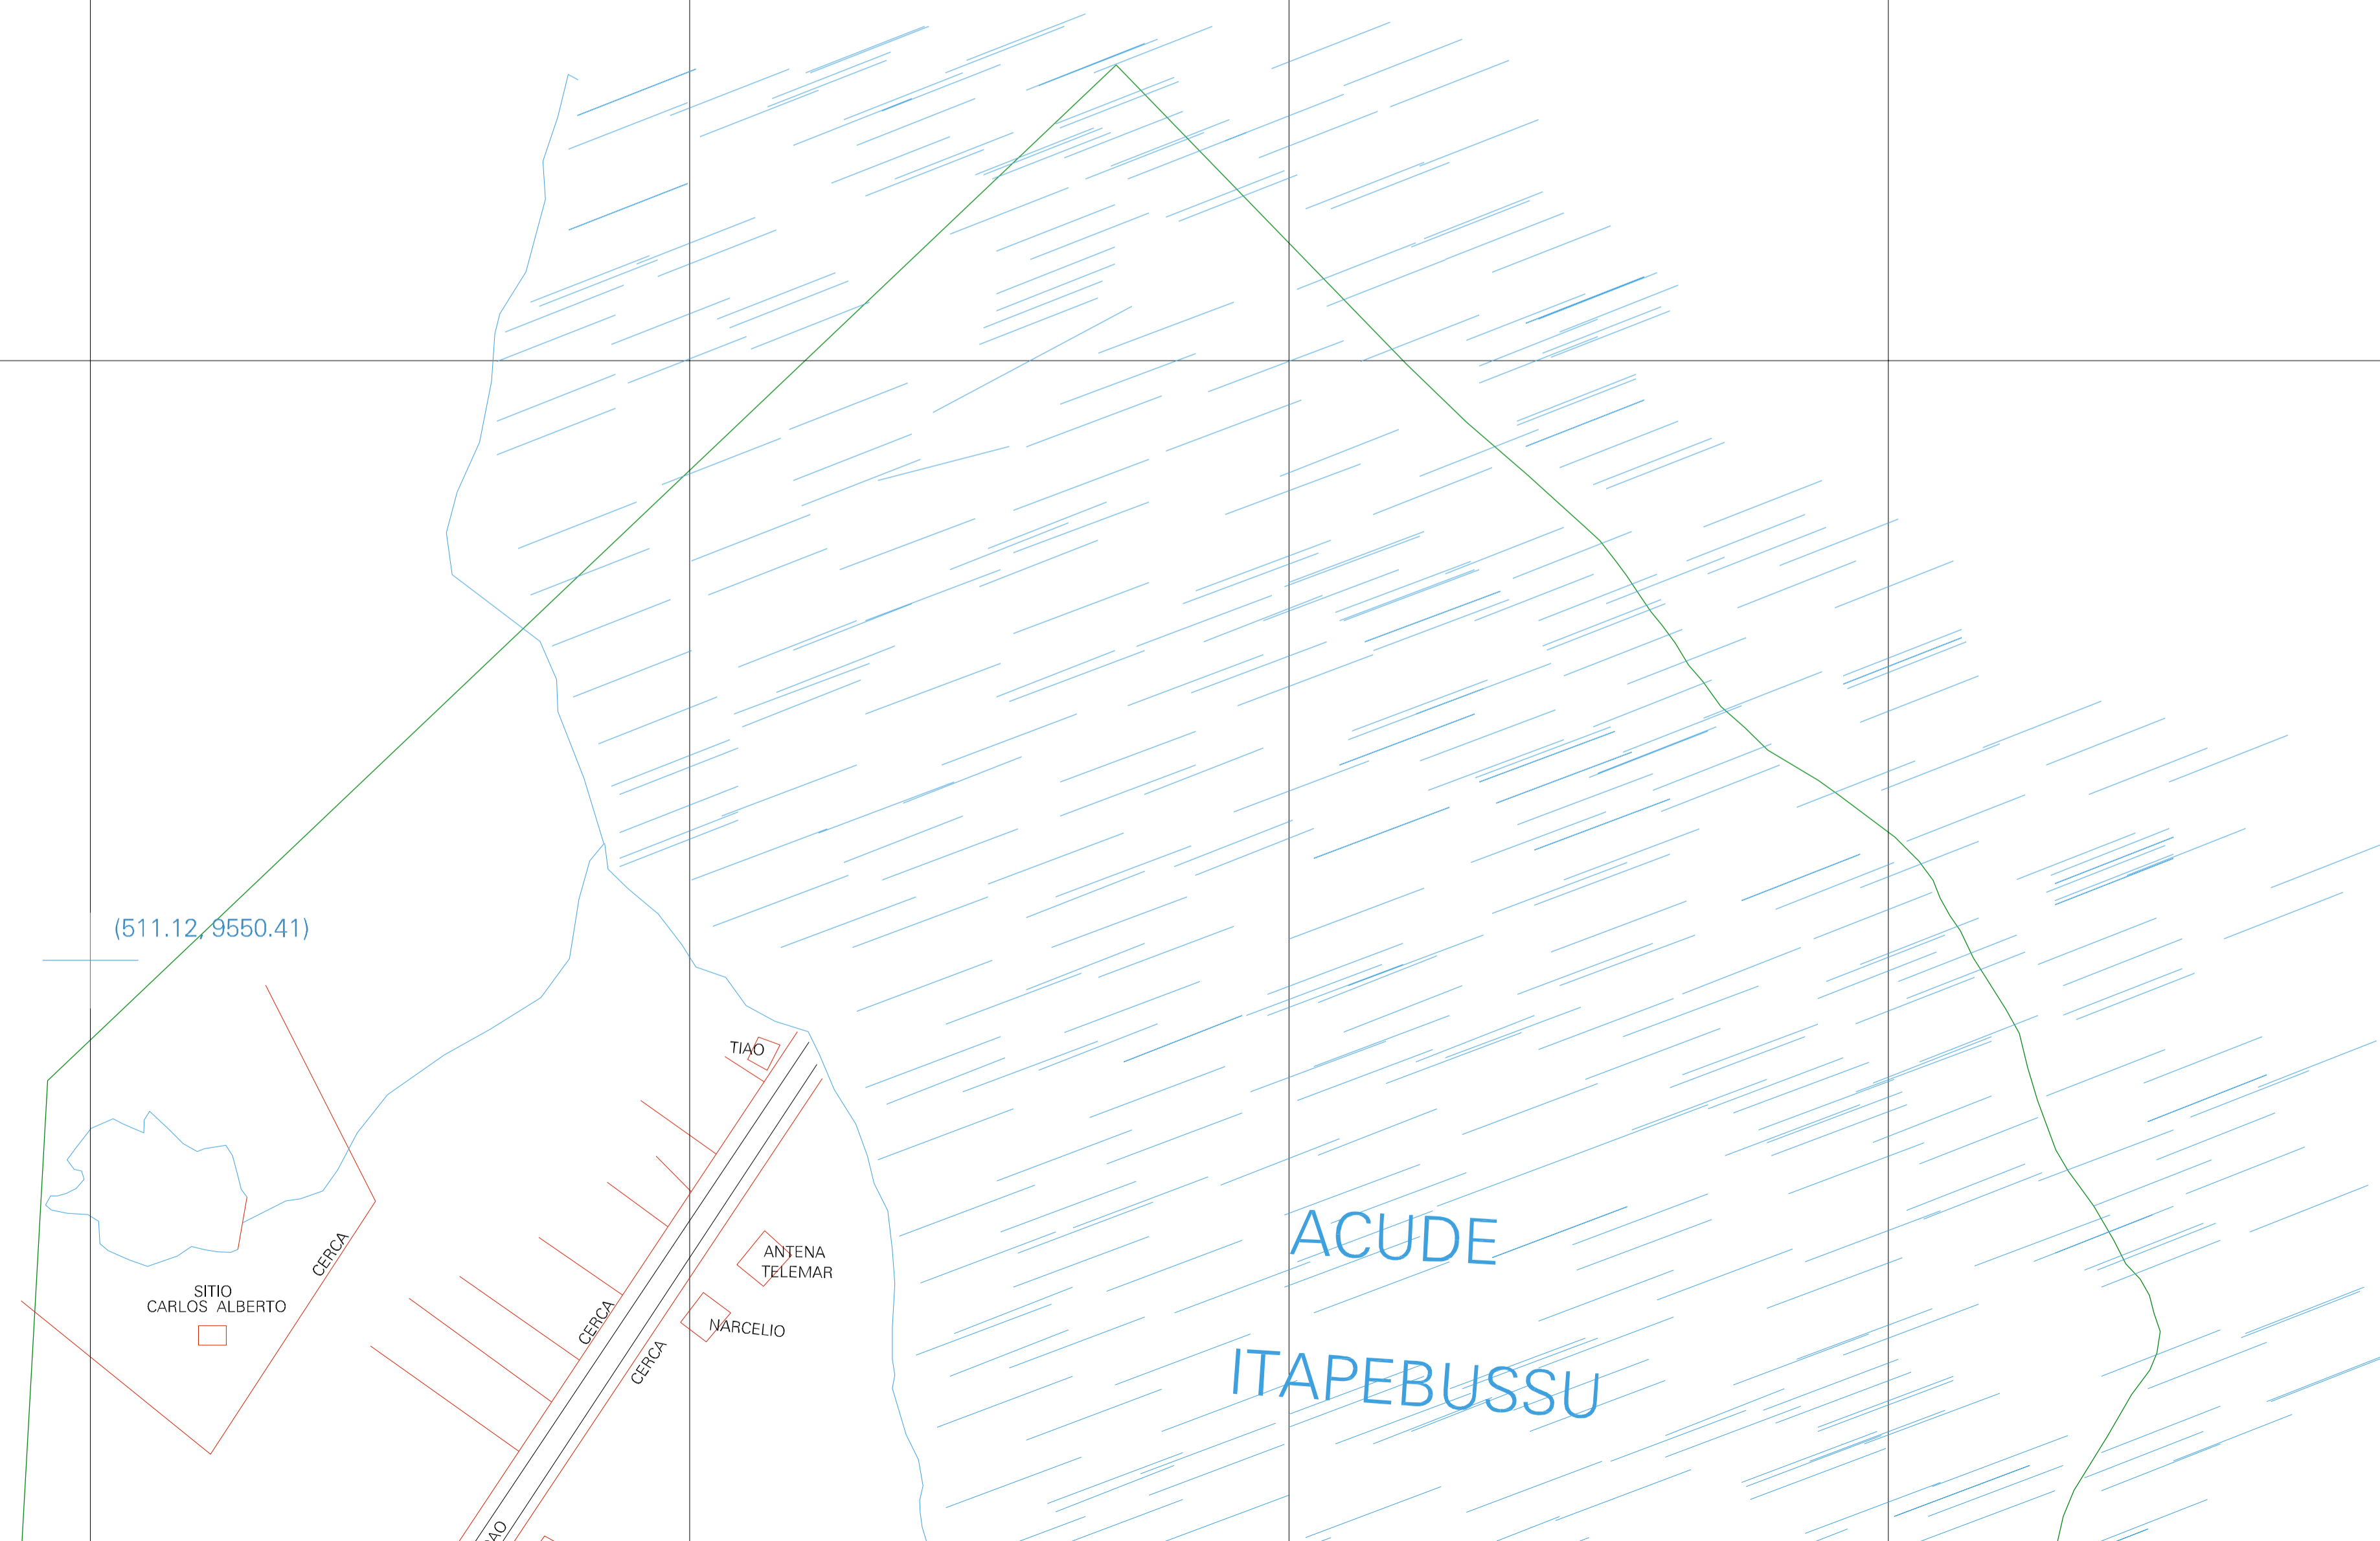 (511.12, 9550.41)
TIAO
CERCA
ANTENA
TELEMAR
SITIO
CARLOS ALBERTO
CERCA
NARCELIO
CERCA
ACUDE
ITAPEBUSSU